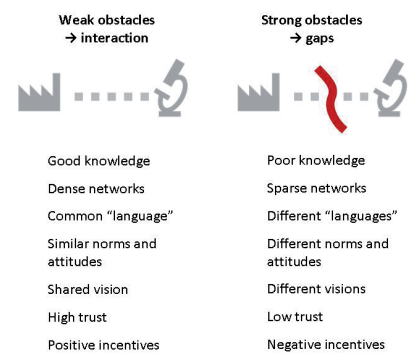 Weak obstacles
→ interaction
Good knowledge
Dense networks
Common “language”
Similar norms and
attitudes
Shared vision
High trust
Positive incentives
Strong obstacles
→ gaps
Poor knowledge
Sparse networks
Different “languages”
Different norms and
attitudes
Different visions
Low trust
Negative incentives